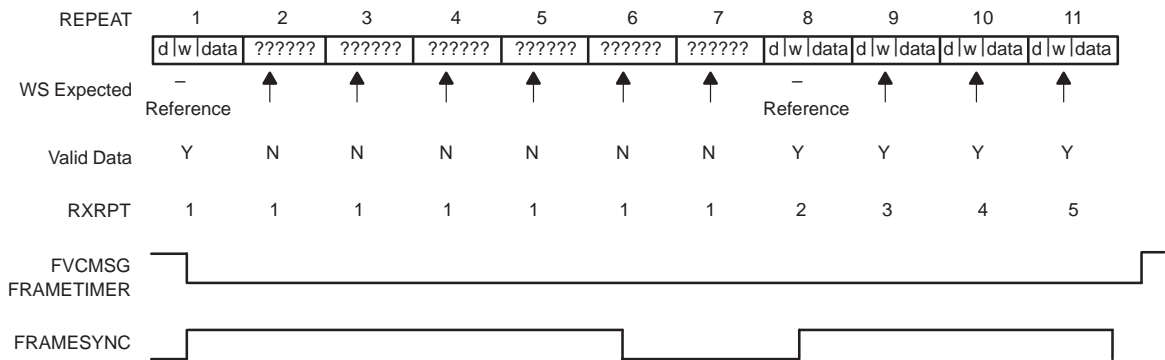 REPEAT 1 2 3 4 5 6 7 8 9 10 11
d w data ?????? ?????? ?????? ?????? ?????? ?????? d w data d w data d w data d w data
WS Expected – –
Reference Reference
Valid Data Y N N N N N N Y Y Y Y
RXRPT 1 1 1 1 1 1 1 2 3 4 5
FVCMSG
FRAMETIMER
FRAMESYNC